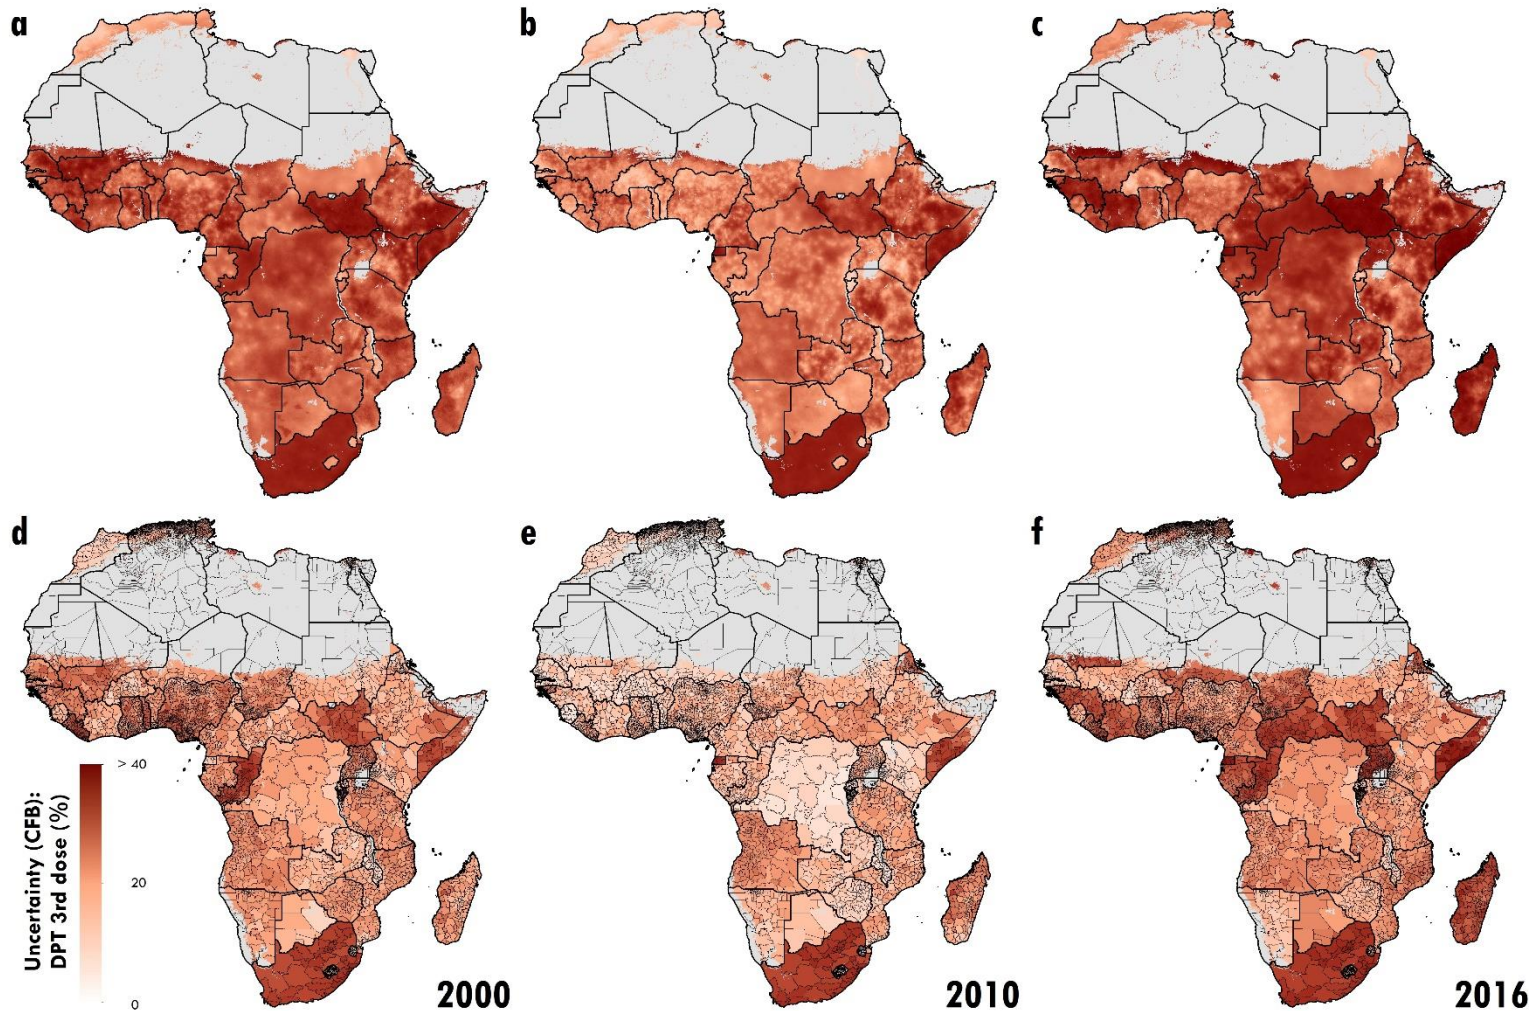 a
b
c
d
e
f
> 40
20
0
Uncertainty (CFB):
DPT 3rd dose (%)
2000
2010
2016